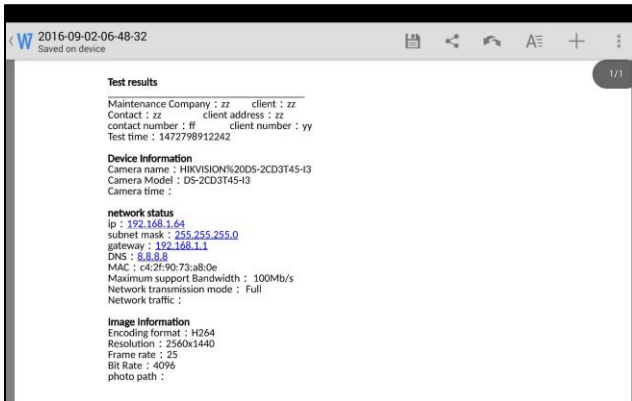 2016-09-02-06-48-32
Saved on device
1/1
Test results
Maintenance Company：zz client：zz
Contact：zz client address：zz
contact number：ff client number：yy
Test time：1472798912242
Device Information
Camera name：HIKVISION%20DS-2CD3T45-I3
Camera Model：DS-2CD3T45-I3
Camera time：
network status
ip：192.168.1.64
subnet mask：255.255.255.0
gateway：192.168.1.1
DNS：8.8.8.8
MAC：c4:2f:90:73:a8:0e
Maximum support Bandwidth：100Mb/s
Network transmission mode：Full
Network traffic：
Image Information
Encoding format：H264
Resolution：2560x1440
Frame rate：25
Bit Rate：4096
photo path：